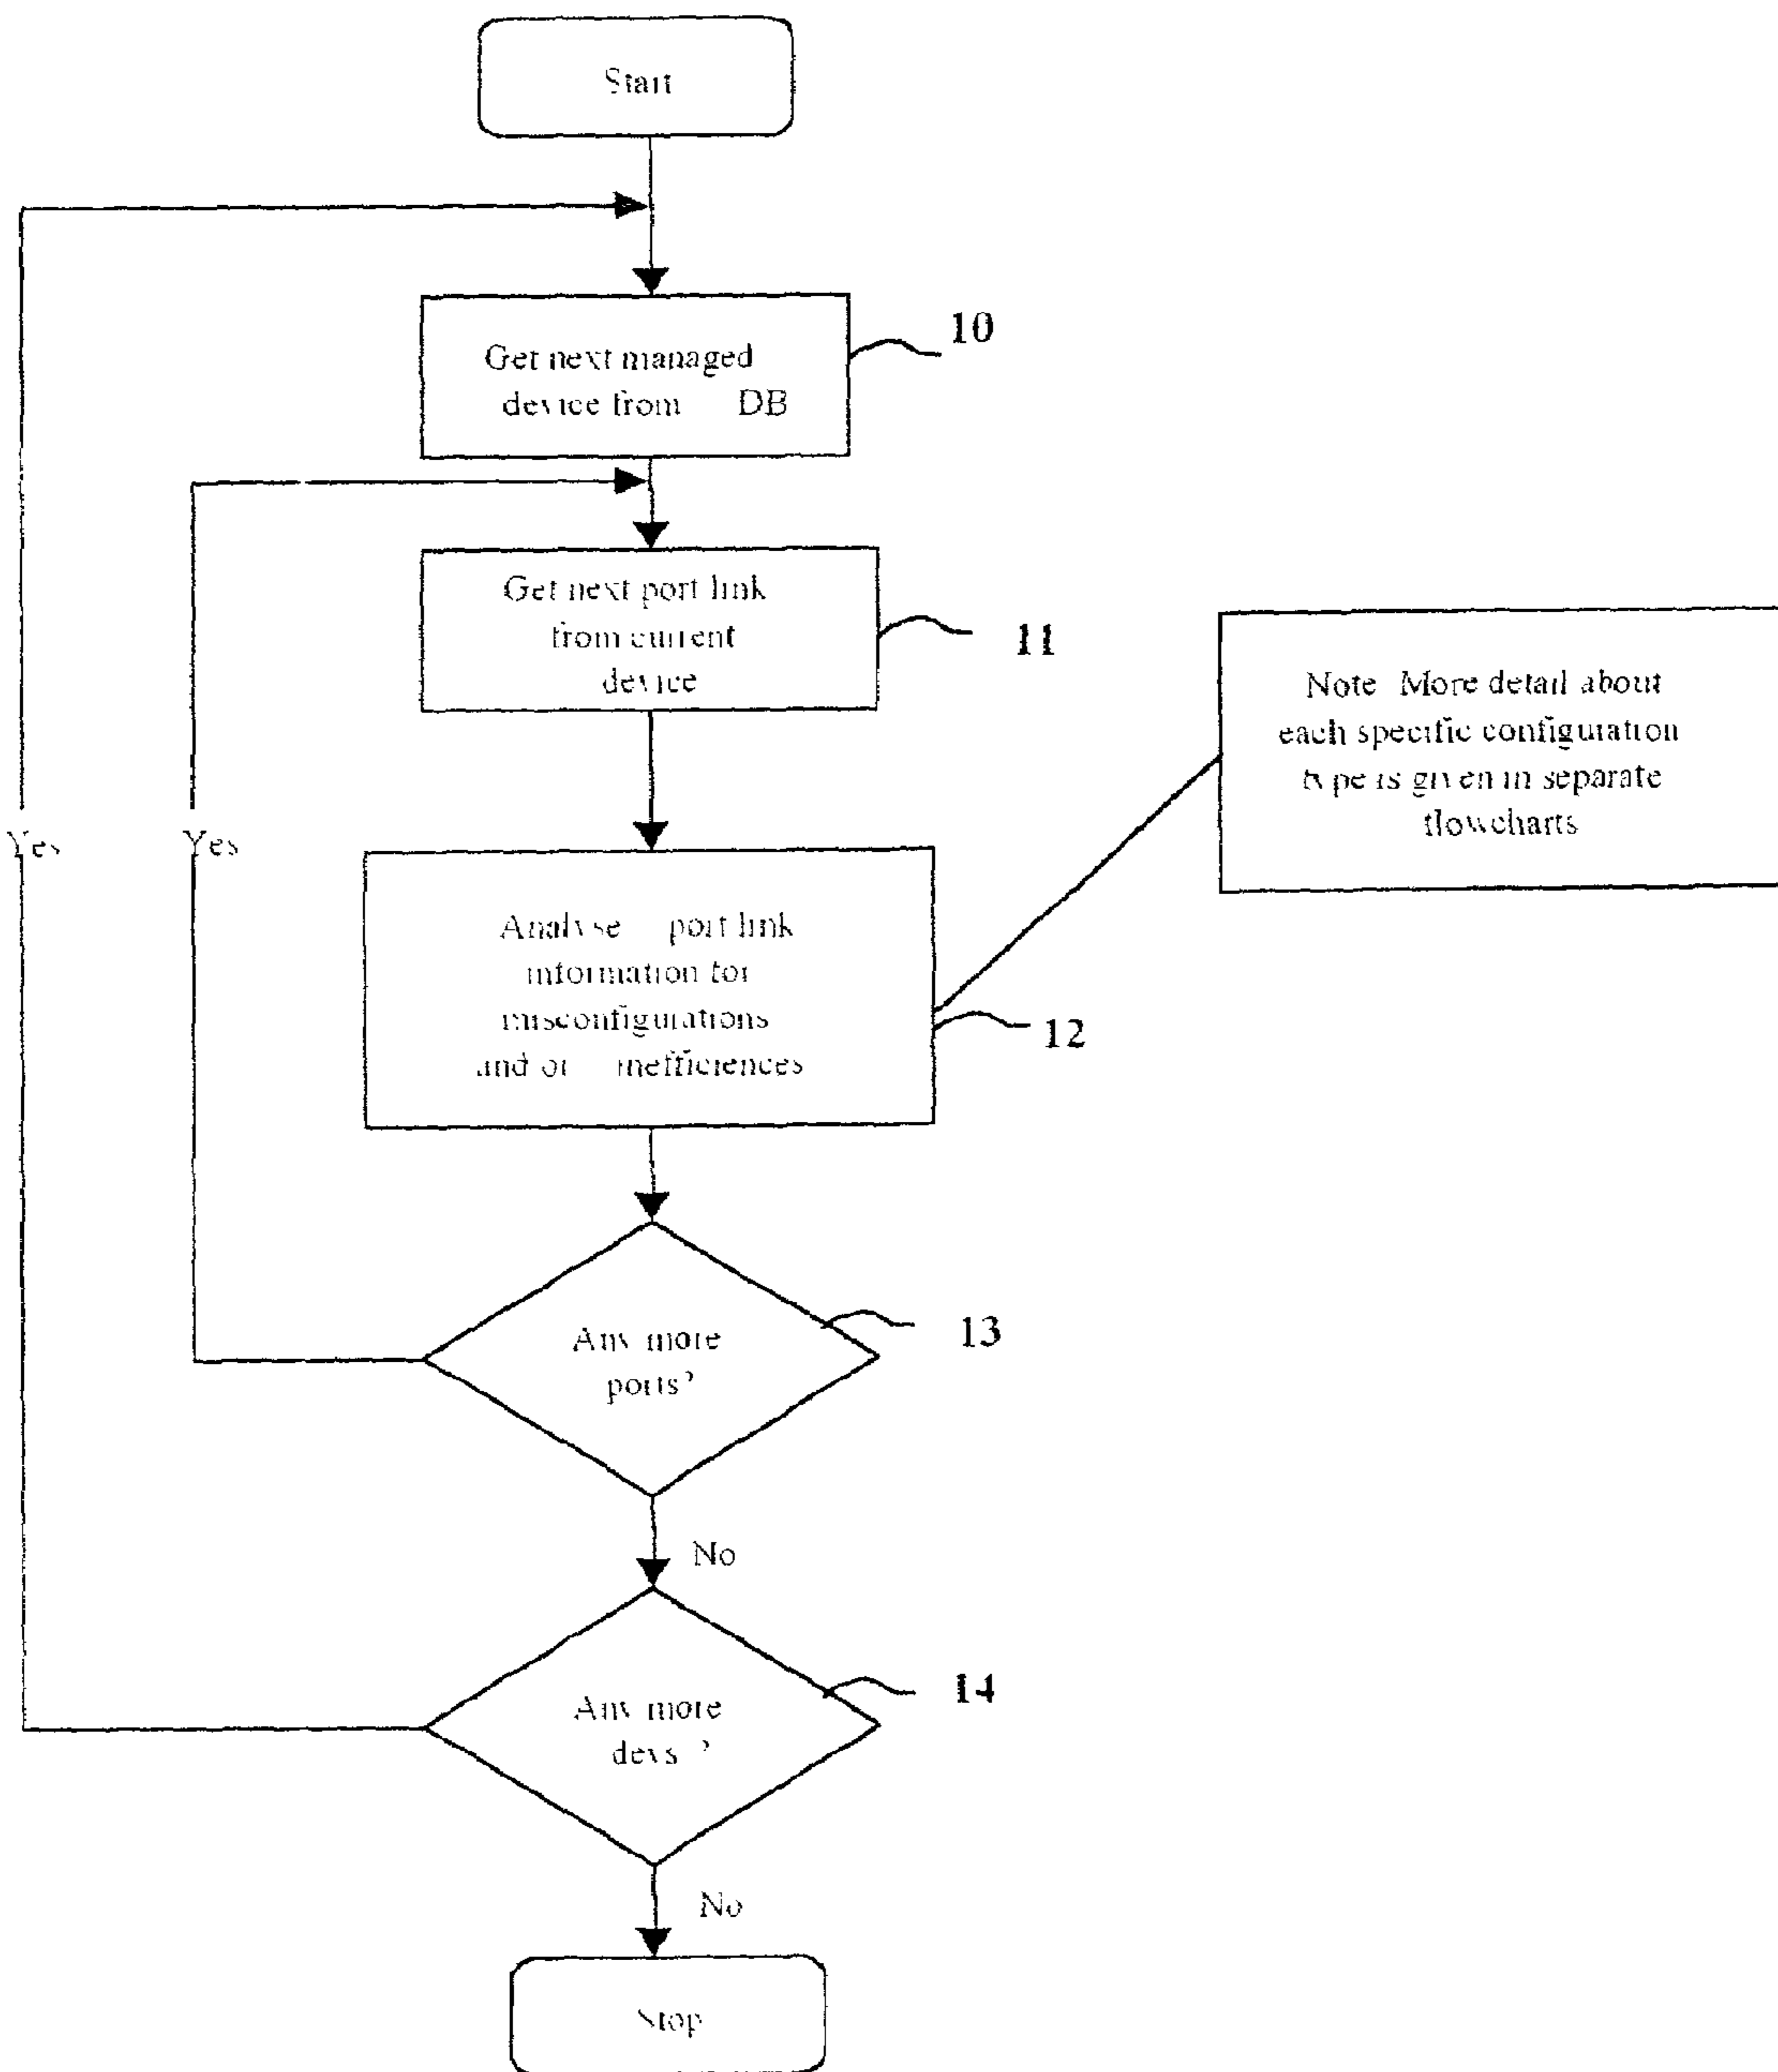 Start
Get next managed
device from DB
10
Get next port link
from current
device
11
Note More detail about
each specific configuration
type is given in separate
flowcharts
Yes
Yes
Analyse port link
information for
misconfigurations
and or inefficiences
12
Any more
ports?
13
No
Any more
devs ?
14
No
Stop